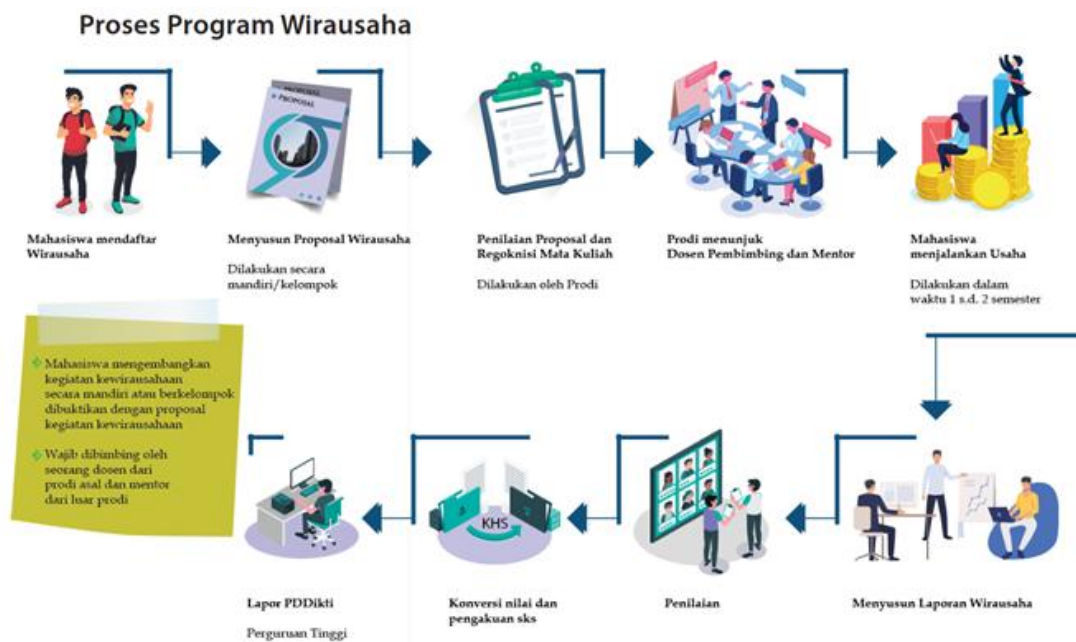 Proses Program Wirausaha
PROPOSAL
PROPOSAL
Mahasiswa mendaftar
Wirausaha
Menyusun Proposal Wirausaha
Dilakukan secara
mandiri/kelompok
Penilaian Proposal dan
Regoknisi Mata Kuliah
Dilakukan oleh Prodi
Prodi menunjuk
Dosen Pembimbing dan Mentor
Mahasiswa
menjalankan Usaha
Dilakukan dalam
waktu 1 s.d. 2 semester
Mahasiswa mengembangkan
kegiatan kewirausahaan
secara mandiri atau berkelompok
dibuktikan dengan proposal
kegiatan kewirausahaan
Wajib dibimbing oleh
seorang dosen dari
prodi asal dan mentor
dari luar prodi
Lapor PDDikti
Perguruan Tinggi
KHS
Konversi nilai dan
pengakuan sks
Penilaian
Menyusun Laporan Wirausaha